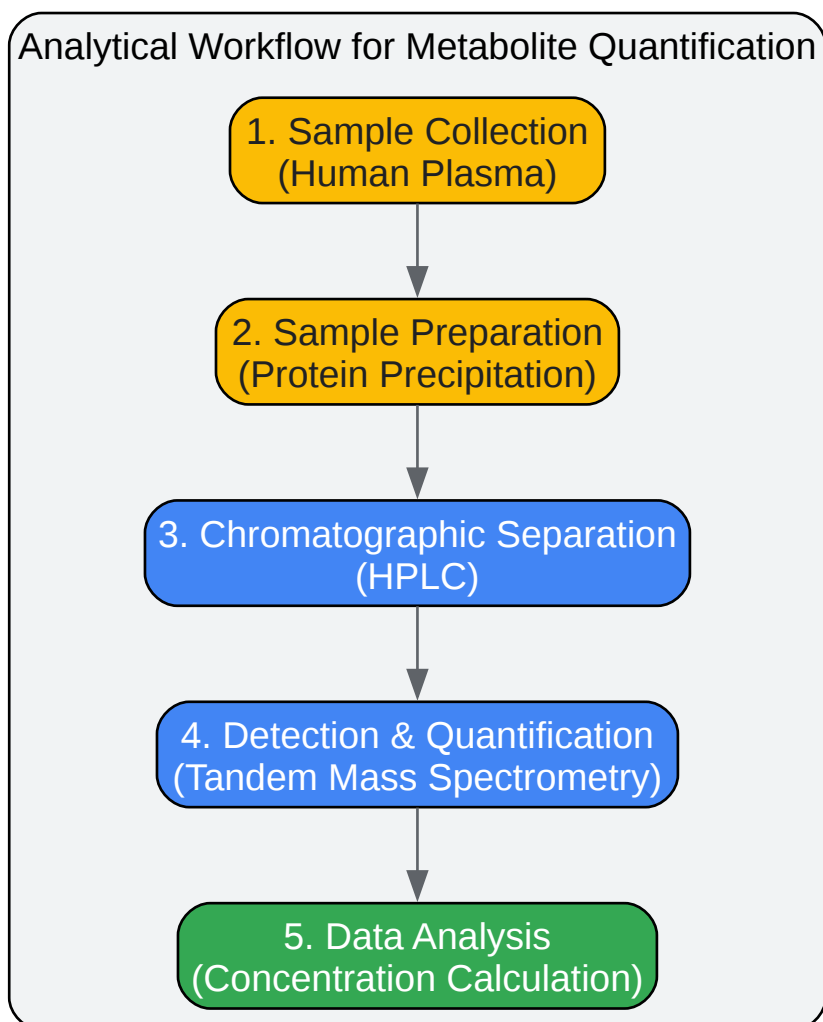 Analytical Workflow for Metabolite Quantification
1. Sample Collection
(Human Plasma)
2. Sample Preparation
(Protein Precipitation)
3. Chromatographic Separation
(HPLC)
4. Detection & Quantification
(Tandem Mass Spectrometry)
5. Data Analysis
(Concentration Calculation)